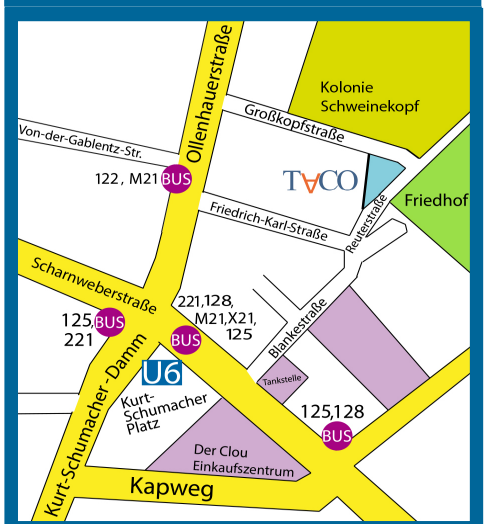 Kolonie
Schweinekopf
Ollenhauerstraße
Großkopfstraße
Von-der-Gablentz-Str.
122 , M21 BUS
T∀CO
Friedhof
Friedrich-Karl-Straße
Reuterstraße
Scharnweberstraße
221,128,
M21,X21,
125
BUS
125,
221
BUS
Blankestraße
U6
Kurt-
Schumacher
Platz
Kurt-Schumacher-Damm
Tankstelle
125,128
BUS
Der Clou
Einkaufszentrum
Kapweg